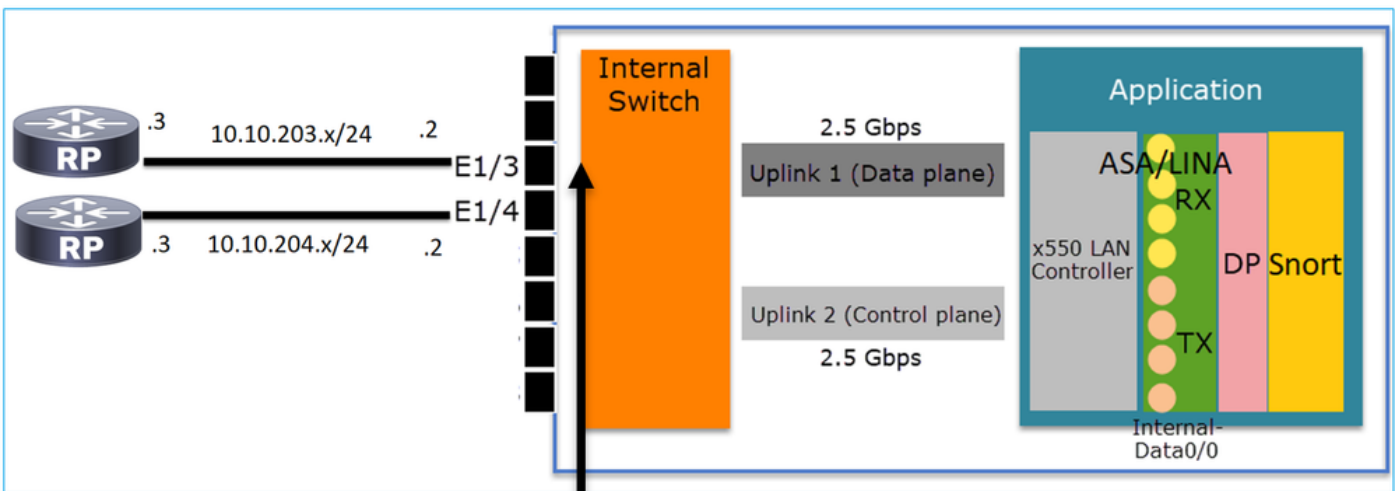 .3
10.10.203.x/24
.2
RP
E1/3
E1/4
RP
.3
10.10.204.x/24
.2
Internal
Switch
2.5 Gbps
Uplink 1 (Data plane)
Uplink 2 (Control plane)
2.5 Gbps
Application
ASA/LINA
RX
x550 LAN
Controller
DP
Snort
TX
Internal-
Data0/0